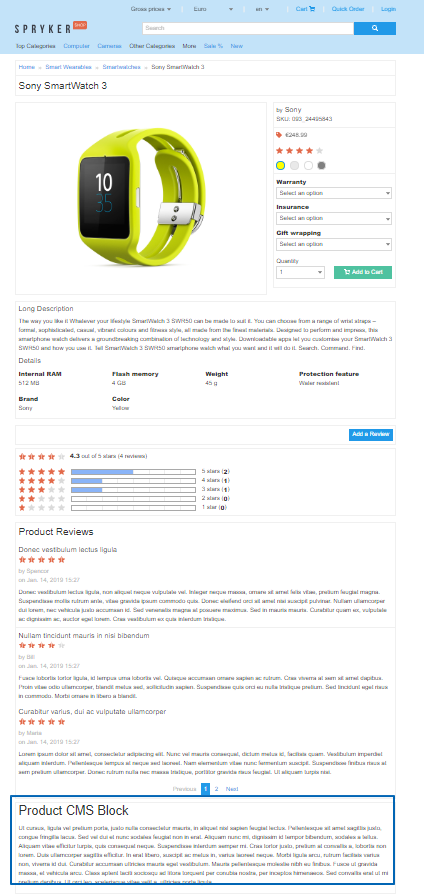 Gross prices
Euro
en
Cart
Quick Order
Login
SPRYKER SHOP
Search
Top Categories Computer Cameras Other Categories More Sale % New
Home » Smart Wearables » Smartwatches » Sony SmartWatch 3
Sony SmartWatch 3
by Sony
SKU: 093_24495843
€248.99
Warranty
Select an option
Insurance
Select an option
Gift wrapping
Select an option
Quantity
1
Add to Cart
10
35
Long Description
The way you like it Whatever your lifestyle SmartWatch 3 SWR50 can be made to suit it. You can choose from a range of wrist straps –
formal, sophisticated, casual, vibrant colours and fitness style, all made from the finest materials. Designed to perform and impress, this
smartphone watch delivers a groundbreaking combination of technology and style. Downloadable apps let you customise your SmartWatch 3
SWR50 and how you use it. Tell SmartWatch 3 SWR50 smartphone watch what you want and it will do it. Search. Command. Find.
Details
Internal RAM Flash memory Weight Protection feature
512 MB 4 GB 45 g Water resistent
Brand Color
Sony Yellow
Add a Review
4.3 out of 5 stars (4 reviews)
5 stars (2)
4 stars (1)
3 stars (1)
2 stars (0)
1 star (0)
Product Reviews
Donec vestibulum lectus ligula
by Spencor
on Jan. 14, 2019 15:27
Donec vestibulum lectus ligula, non aliquet neque vulputate vel. Integer neque massa, ornare sit amet felis vitae, pretium feugiat magna.
Suspendisse mollis rutrum ante, vitae gravida ipsum commodo quis. Donec eleifend orci sit amet nisi suscipit pulvinar. Nullam ullamcorper
dui lorem, nec vehicula justo accumsan id. Sed venenatis magna at posuere maximus. Sed in mauris mauris. Curabitur quam ex, vulputate
ac dignissim ac, auctor eget lorem. Cras vestibulum ex quis interdum tristique.
Nullam tincidunt mauris in nisi bibendum
by Bill
on Jan. 14, 2019 15:27
Fusce lobortis tortor ligula, id tempus urna lobortis vel. Quisque accumsan ornare sapien ac rutrum. Cras viverra at sem sit amet dapibus.
Proin vitae odio ullamcorper, blandit metus sed, sollicitudin sapien. Suspendisse quis orci eu nulla tristique pretium. Sed tincidunt eget risus
in commodo. Morbi ornare in libero a blandit.
Curabitur varius, dui ac vulputate ullamcorper
by Maria
on Jan. 14, 2019 15:27
Lorem ipsum dolor sit amet, consectetur adipiscing elit. Nunc vel mauris consequat, dictum metus id, facilisis quam. Vestibulum imperdiet
aliquam interdum. Pellentesque tempus at neque sed laoreet. Nam elementum vitae nunc fermentum suscipit. Suspendisse finibus risus at
sem pretium ullamcorper. Donec rutrum nulla nec massa tristique, porttitor gravida risus feugiat. Ut aliquam turpis nisi.
Previous 1 2 Next
Product CMS Block
Ut cursus, ligula vel pretium porta, justo nulla consectetur mauris, in aliquet nisl sapien feugiat lectus. Pellentesque sit amet sagittis justo,
congue fringilla lacus. Sed vel dui et nunc sodales feugiat non in erat. Aliquam nunc mi, dignissim id tempor bibendum, sodales a tellus.
Aliquam vitae efficitur turpis, quis consequat neque. Suspendisse interdum semper mi. Cras tortor justo, pretium at convallis a, lobortis non
lorem. Duis ullamcorper sagittis efficitur. In erat libero, suscipit ac metus in, varius laoreet neque. Morbi ligula arcu, rutrum facilisis varius
non, viverra id dui. Curabitur accumsan ultricies mauris eget vestibulum. Mauris pellentesque molestie nibh eu finibus. Fusce ut gravida
massa, et vehicula arcu. Class aptent taciti sociosqu ad litora torquent per conubia nostra, per inceptos himenaeos. Sed convallis erat mi